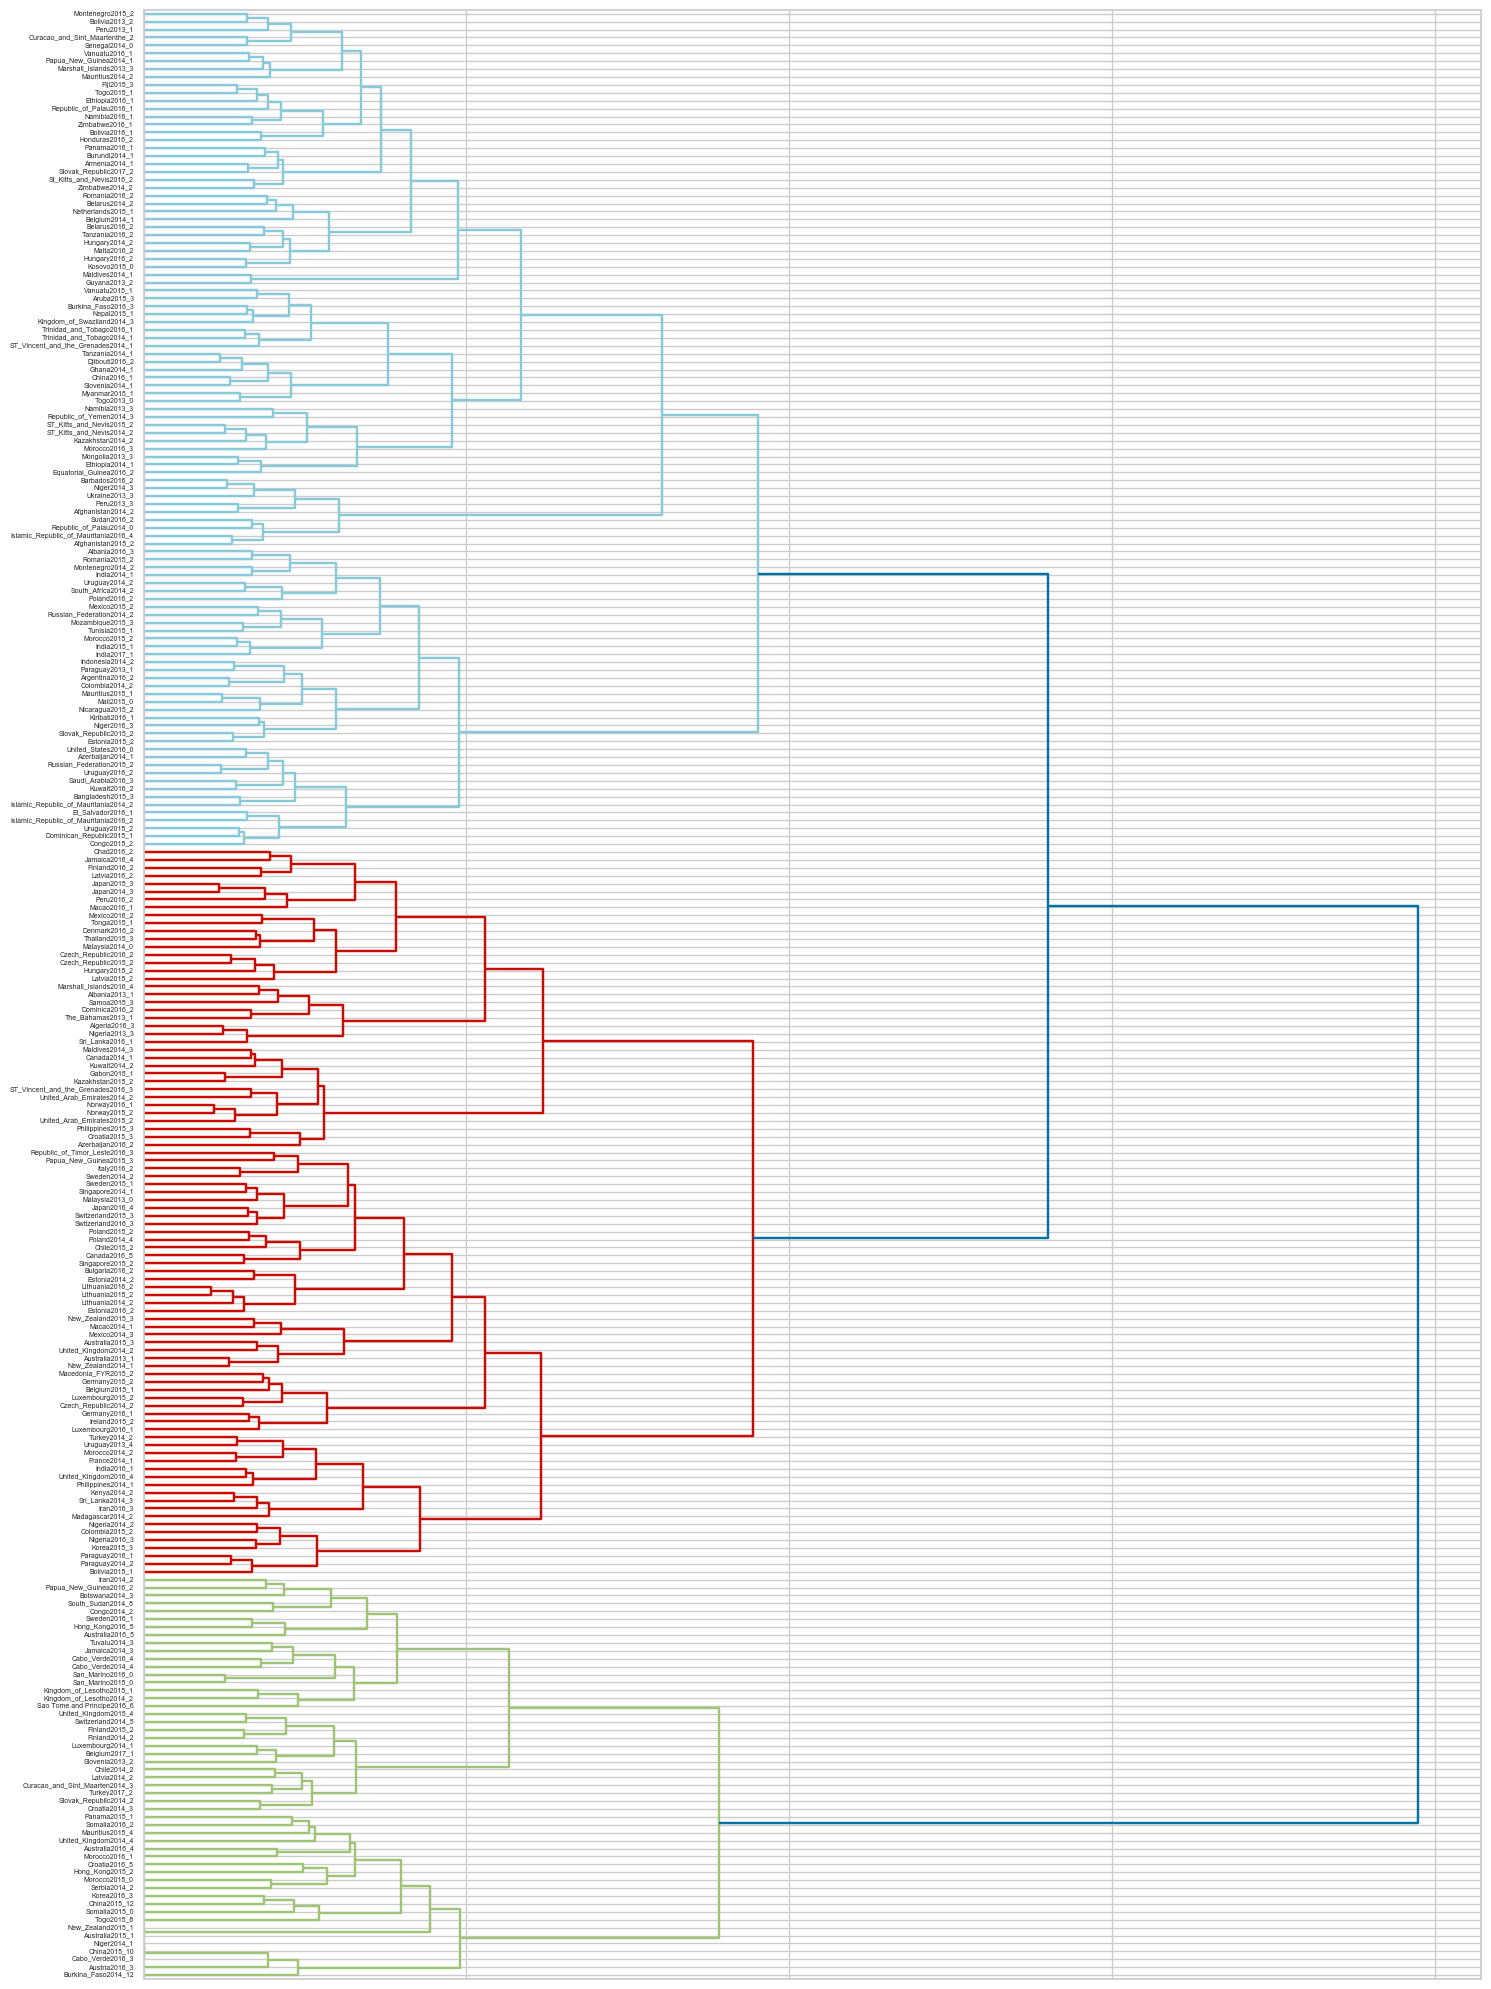 Montenegro2015_2
Bolivia2013_2
Peru2013_1
Curacao_and_Sint_Maartenthe_2
Senegal2014_0
Vanuatu2016_1
Papua_New_Guinea2014_1
Marshall_Islands2013_3
Mauritius2014_2
Fiji2015_3
Togo2015_1
Ethiopia2016_1
Republic_of_Palau2016_1
Namibia2016_1
Zimbabwe2016_1
Bolivia2016_1
Honduras2016_2
Panama2016_1
Burundi2014_1
Armenia2014_1
Slovak_Republic2017_2
St_Kitts_and_Nevis2016_2
Zimbabwe2014_2
Romania2016_2
Belarus2014_2
Netherlands2015_1
Belgium2014_1
Belarus2016_2
Tanzania2016_2
Hungary2014_2
Malta2016_2
Hungary2016_2
Kosovo2015_0
Maldives2014_1
Guyana2013_2
Vanuatu2015_1
Aruba2015_3
Burkina_Faso2016_3
Nepal2015_1
Kingdom_of_Swaziland2014_3
Trinidad_and_Tobago2016_1
Trinidad_and_Tobago2014_1
ST_Vincent_and_the_Grenades2014_1
Tanzania2014_1
Djibouti2016_2
Ghana2014_1
China2016_1
Slovenia2014_1
Myanmar2015_1
Togo2013_0
Namibia2013_3
Republic_of_Yemen2014_3
ST_Kitts_and_Nevis2015_2
ST_Kitts_and_Nevis2014_2
Kazakhstan2014_2
Morocco2016_3
Mongolia2013_3
Ethiopia2014_1
Equatorial_Guinea2016_2
Barbados2016_2
Niger2014_3
Ukraine2013_3
Peru2013_3
Afghanistan2014_2
Sudan2016_2
Republic_of_Palau2014_0
Islamic_Republic_of_Mauritania2016_4
Afghanistan2015_2
Albania2016_3
Romania2015_2
Montenegro2014_2
India2014_1
Uruguay2014_2
South_Africa2014_2
Poland2016_2
Mexico2015_2
Russian_Federation2014_2
Mozambique2015_3
Tunisia2015_1
Morocco2015_2
India2015_1
India2017_1
Indonesia2014_2
Paraguay2013_1
Argentina2016_2
Colombia2014_2
Mauritius2015_1
Mali2015_0
Nicaragua2015_2
Kiribati2016_1
Niger2016_3
Slovak_Republic2015_2
Estonia2015_2
United_States2016_0
Azerbaijan2014_1
Russian_Federation2015_2
Uruguay2016_2
Saudi_Arabia2016_3
Kuwait2016_2
Bangladesh2015_3
Islamic_Republic_of_Mauritania2014_2
El_Salvador2016_1
Islamic_Republic_of_Mauritania2016_2
Uruguay2015_2
Dominican_Republic2015_1
Congo2015_2
Chad2016_2
Jamaica2016_4
Finland2016_2
Latvia2016_2
Japan2015_3
Japan2014_3
Peru2016_2
Macao2016_1
Mexico2016_2
Tonga2015_1
Denmark2016_2
Thailand2015_3
Malaysia2014_0
Czech_Republic2016_2
Czech_Republic2015_2
Hungary2015_2
Latvia2015_2
Marshall_Islands2016_4
Albania2013_1
Samoa2015_3
Dominica2016_2
The_Bahamas2013_1
Algeria2016_3
Nigeria2013_3
Sri_Lanka2016_1
Maldives2014_3
Canada2014_1
Kuwait2014_2
Gabon2015_1
Kazakhstan2015_2
ST_Vincent_and_the_Grenades2016_3
United_Arab_Emirates2014_2
Norway2016_1
Norway2015_2
United_Arab_Emirates2015_2
Philippines2015_3
Croatia2015_3
Azerbaijan2016_2
Republic_of_Timor_Leste2016_3
Papua_New_Guinea2015_3
Italy2016_2
Sweden2014_2
Sweden2015_1
Singapore2014_1
Malaysia2013_0
Japan2016_4
Switzerland2015_3
Switzerland2016_3
Poland2015_2
Poland2014_4
Chile2015_2
Canada2016_5
Singapore2015_2
Bulgaria2016_2
Estonia2014_2
Lithuania2016_2
Lithuania2015_2
Lithuania2014_2
Estonia2016_2
New_Zealand2015_3
Macao2014_1
Mexico2014_3
Australia2015_3
United_Kingdom2014_2
Australia2013_1
New_Zealand2014_1
Macedonia_FYR2015_2
Germany2015_2
Belgium2015_1
Luxembourg2015_2
Czech_Republic2014_2
Germany2016_1
Ireland2015_2
Luxembourg2016_1
Turkey2014_2
Uruguay2013_4
Morocco2014_2
France2014_1
India2016_1
United_Kingdom2016_4
Philippines2014_1
Kenya2014_2
Sri_Lanka2014_3
Iran2016_3
Madagascar2014_2
Nigeria2014_2
Colombia2015_2
Nigeria2016_3
Korea2015_3
Paraguay2016_1
Paraguay2014_2
Bolivia2015_1
Iran2014_2
Papua_New_Guinea2016_2
Botswana2014_3
South_Sudan2014_6
Congo2014_2
Sweden2016_1
Hong_Kong2016_5
Australia2016_5
Tuvalu2014_3
Jamaica2014_3
Cabo_Verde2016_4
Cabo_Verde2014_4
San_Marino2016_0
San_Marino2015_0
Kingdom_of_Lesotho2015_1
Kingdom_of_Lesotho2014_2
Sao Tome and Principe2016_6
United_Kingdom2015_4
Switzerland2014_5
Finland2015_2
Finland2014_2
Luxembourg2014_1
Belgium2017_1
Slovenia2013_2
Chile2014_2
Latvia2014_2
Curacao_and_Sint_Maarten2014_3
Turkey2017_2
Slovak_Republic2014_2
Croatia2014_3
Panama2015_1
Somalia2016_2
Mauritius2015_4
United_Kingdom2014_4
Australia2016_4
Morocco2016_1
Croatia2016_5
Hong_Kong2015_2
Morocco2015_0
Serbia2014_2
Korea2016_3
China2015_12
Somalia2015_0
Togo2015_6
New_Zealand2015_1
Australia2015_1
Niger2014_1
China2015_10
Cabo_Verde2016_3
Austria2016_3
Burkina_Faso2014_12